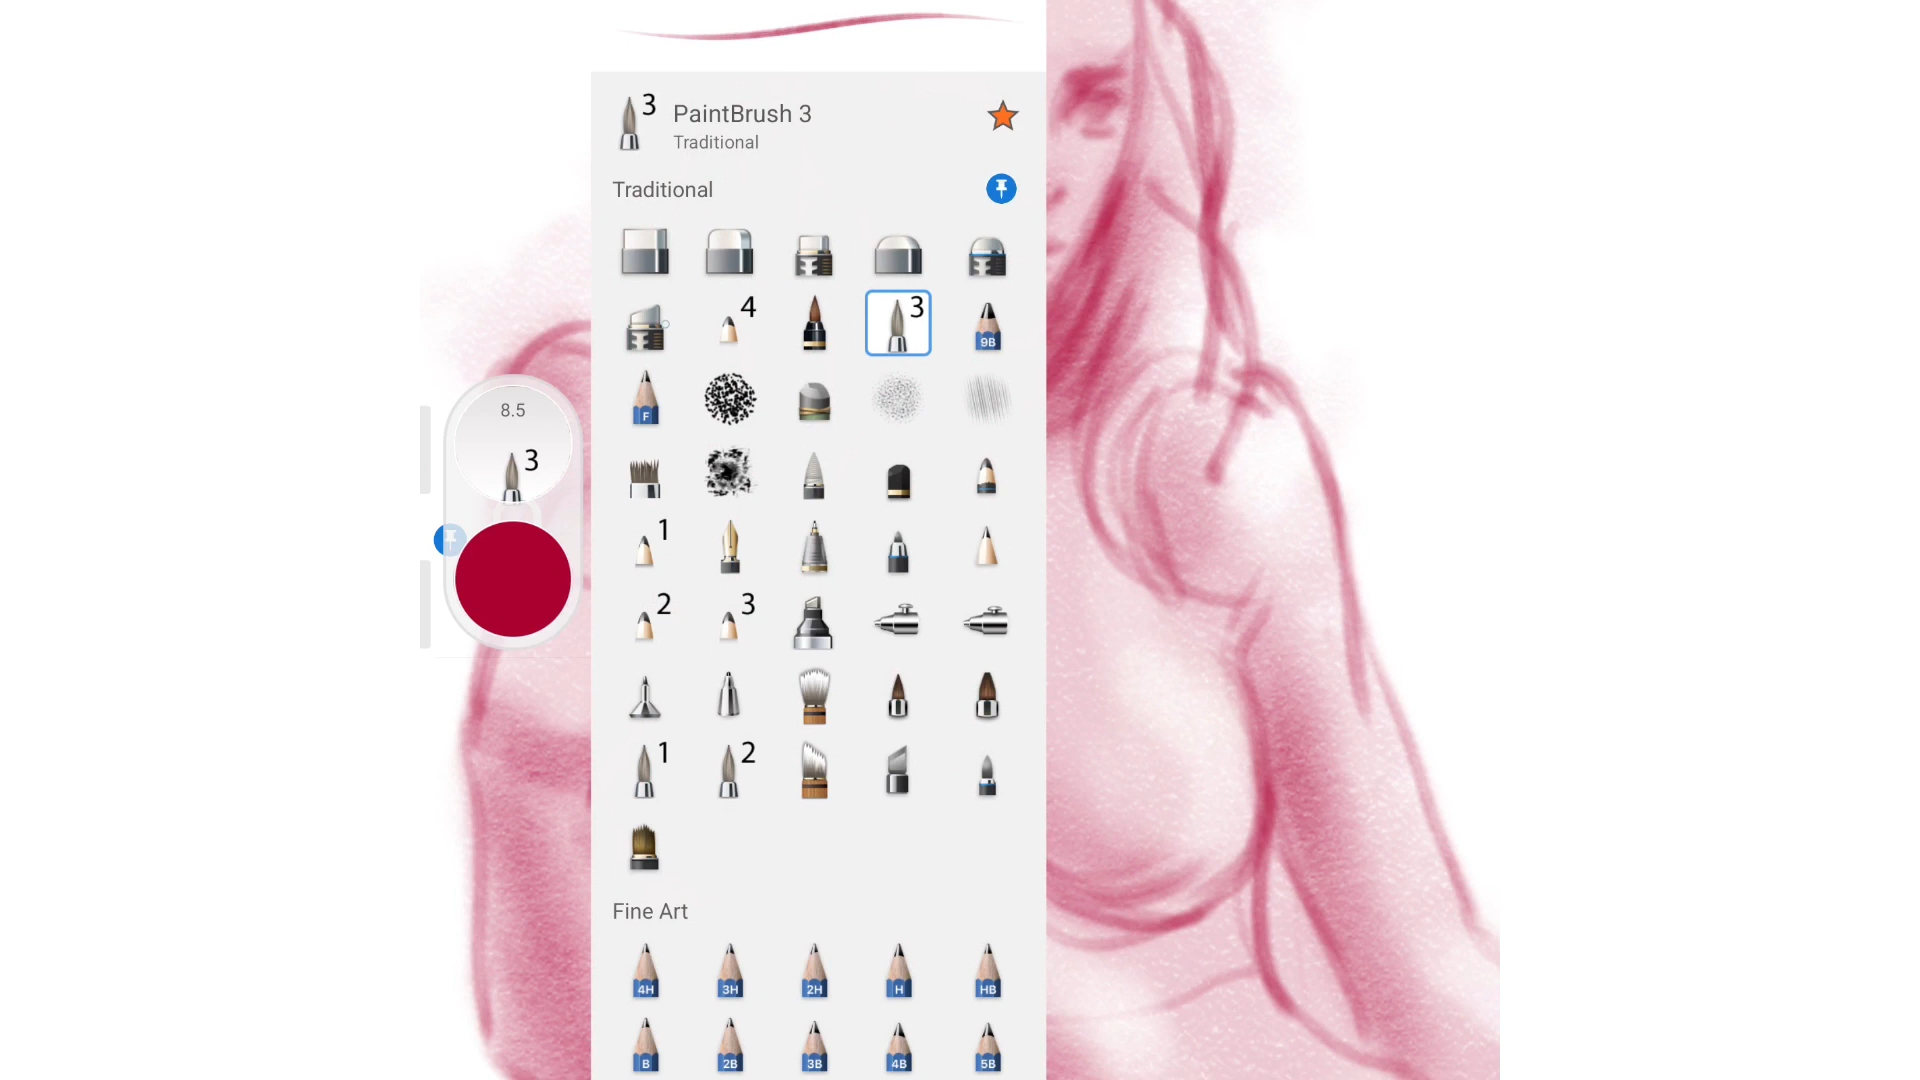 3
PaintBrush 3
Traditional
Traditional
4
3
9B
F
8.5
3
1
2
3
1
2
Fine Art
4H
3H
2H
H
HB
B
2B
3B
4B
5B